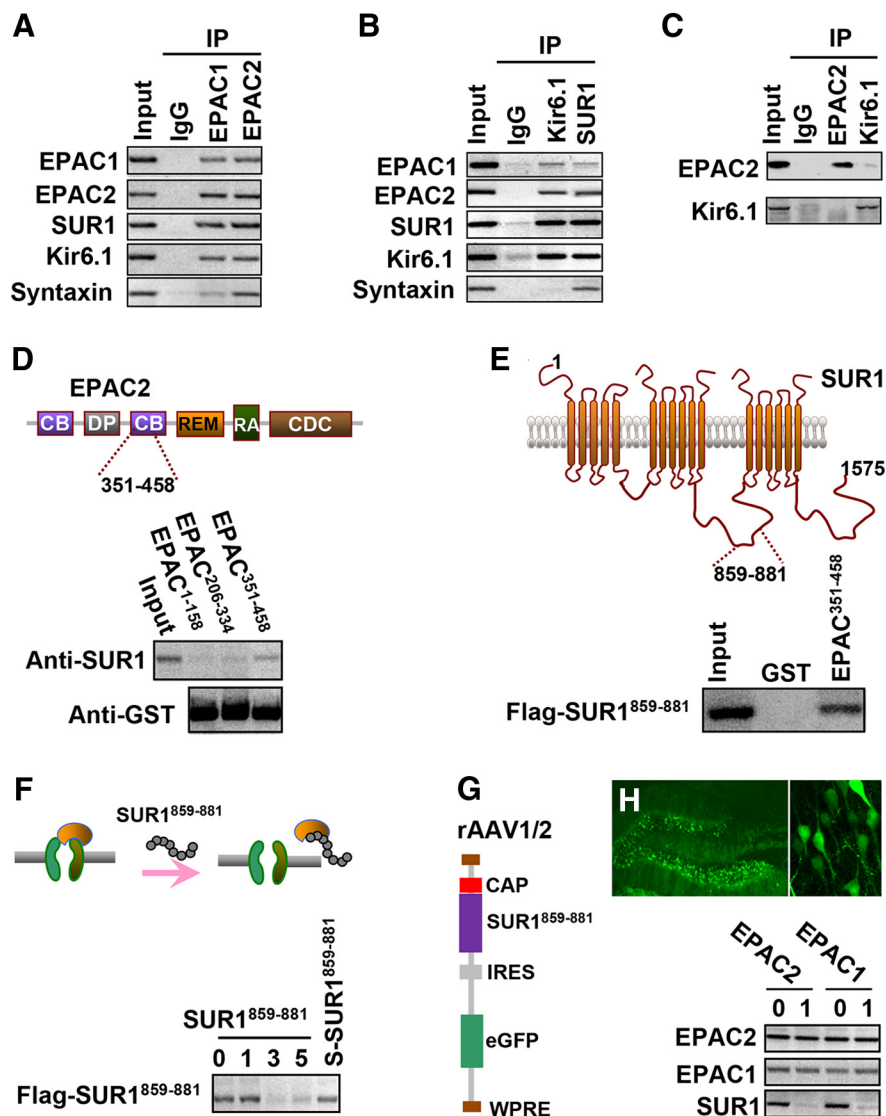 A
IP
Input
IgG
EPAC1
EPAC2
EPAC1
EPAC2
SUR1
Kir6.1
Syntaxin
B
IP
Input
IgG
Kir6.1
SUR1
EPAC1
EPAC2
SUR1
Kir6.1
Syntaxin
C
IP
Input
IgG
EPAC2
Kir6.1
EPAC2
Kir6.1
D
EPAC2
CB DP CB REM RA CDC
351-458
Input
EPAC1-158
EPAC206-334
EPAC351-458
Anti-SUR1
Anti-GST
E
1
SUR1
1575
859-881
Input
GST
EPAC351-458
Flag-SUR1859-881
F
SUR1859-881
SUR1859-881
S-SUR1859-881
0 1 3 5
Flag-SUR1859-881
G
rAAV1/2
CAP
SUR1859-881
IRES
eGFP
WPRE
H
EPAC2
EPAC1
0 1 0 1
EPAC2
EPAC1
SUR1